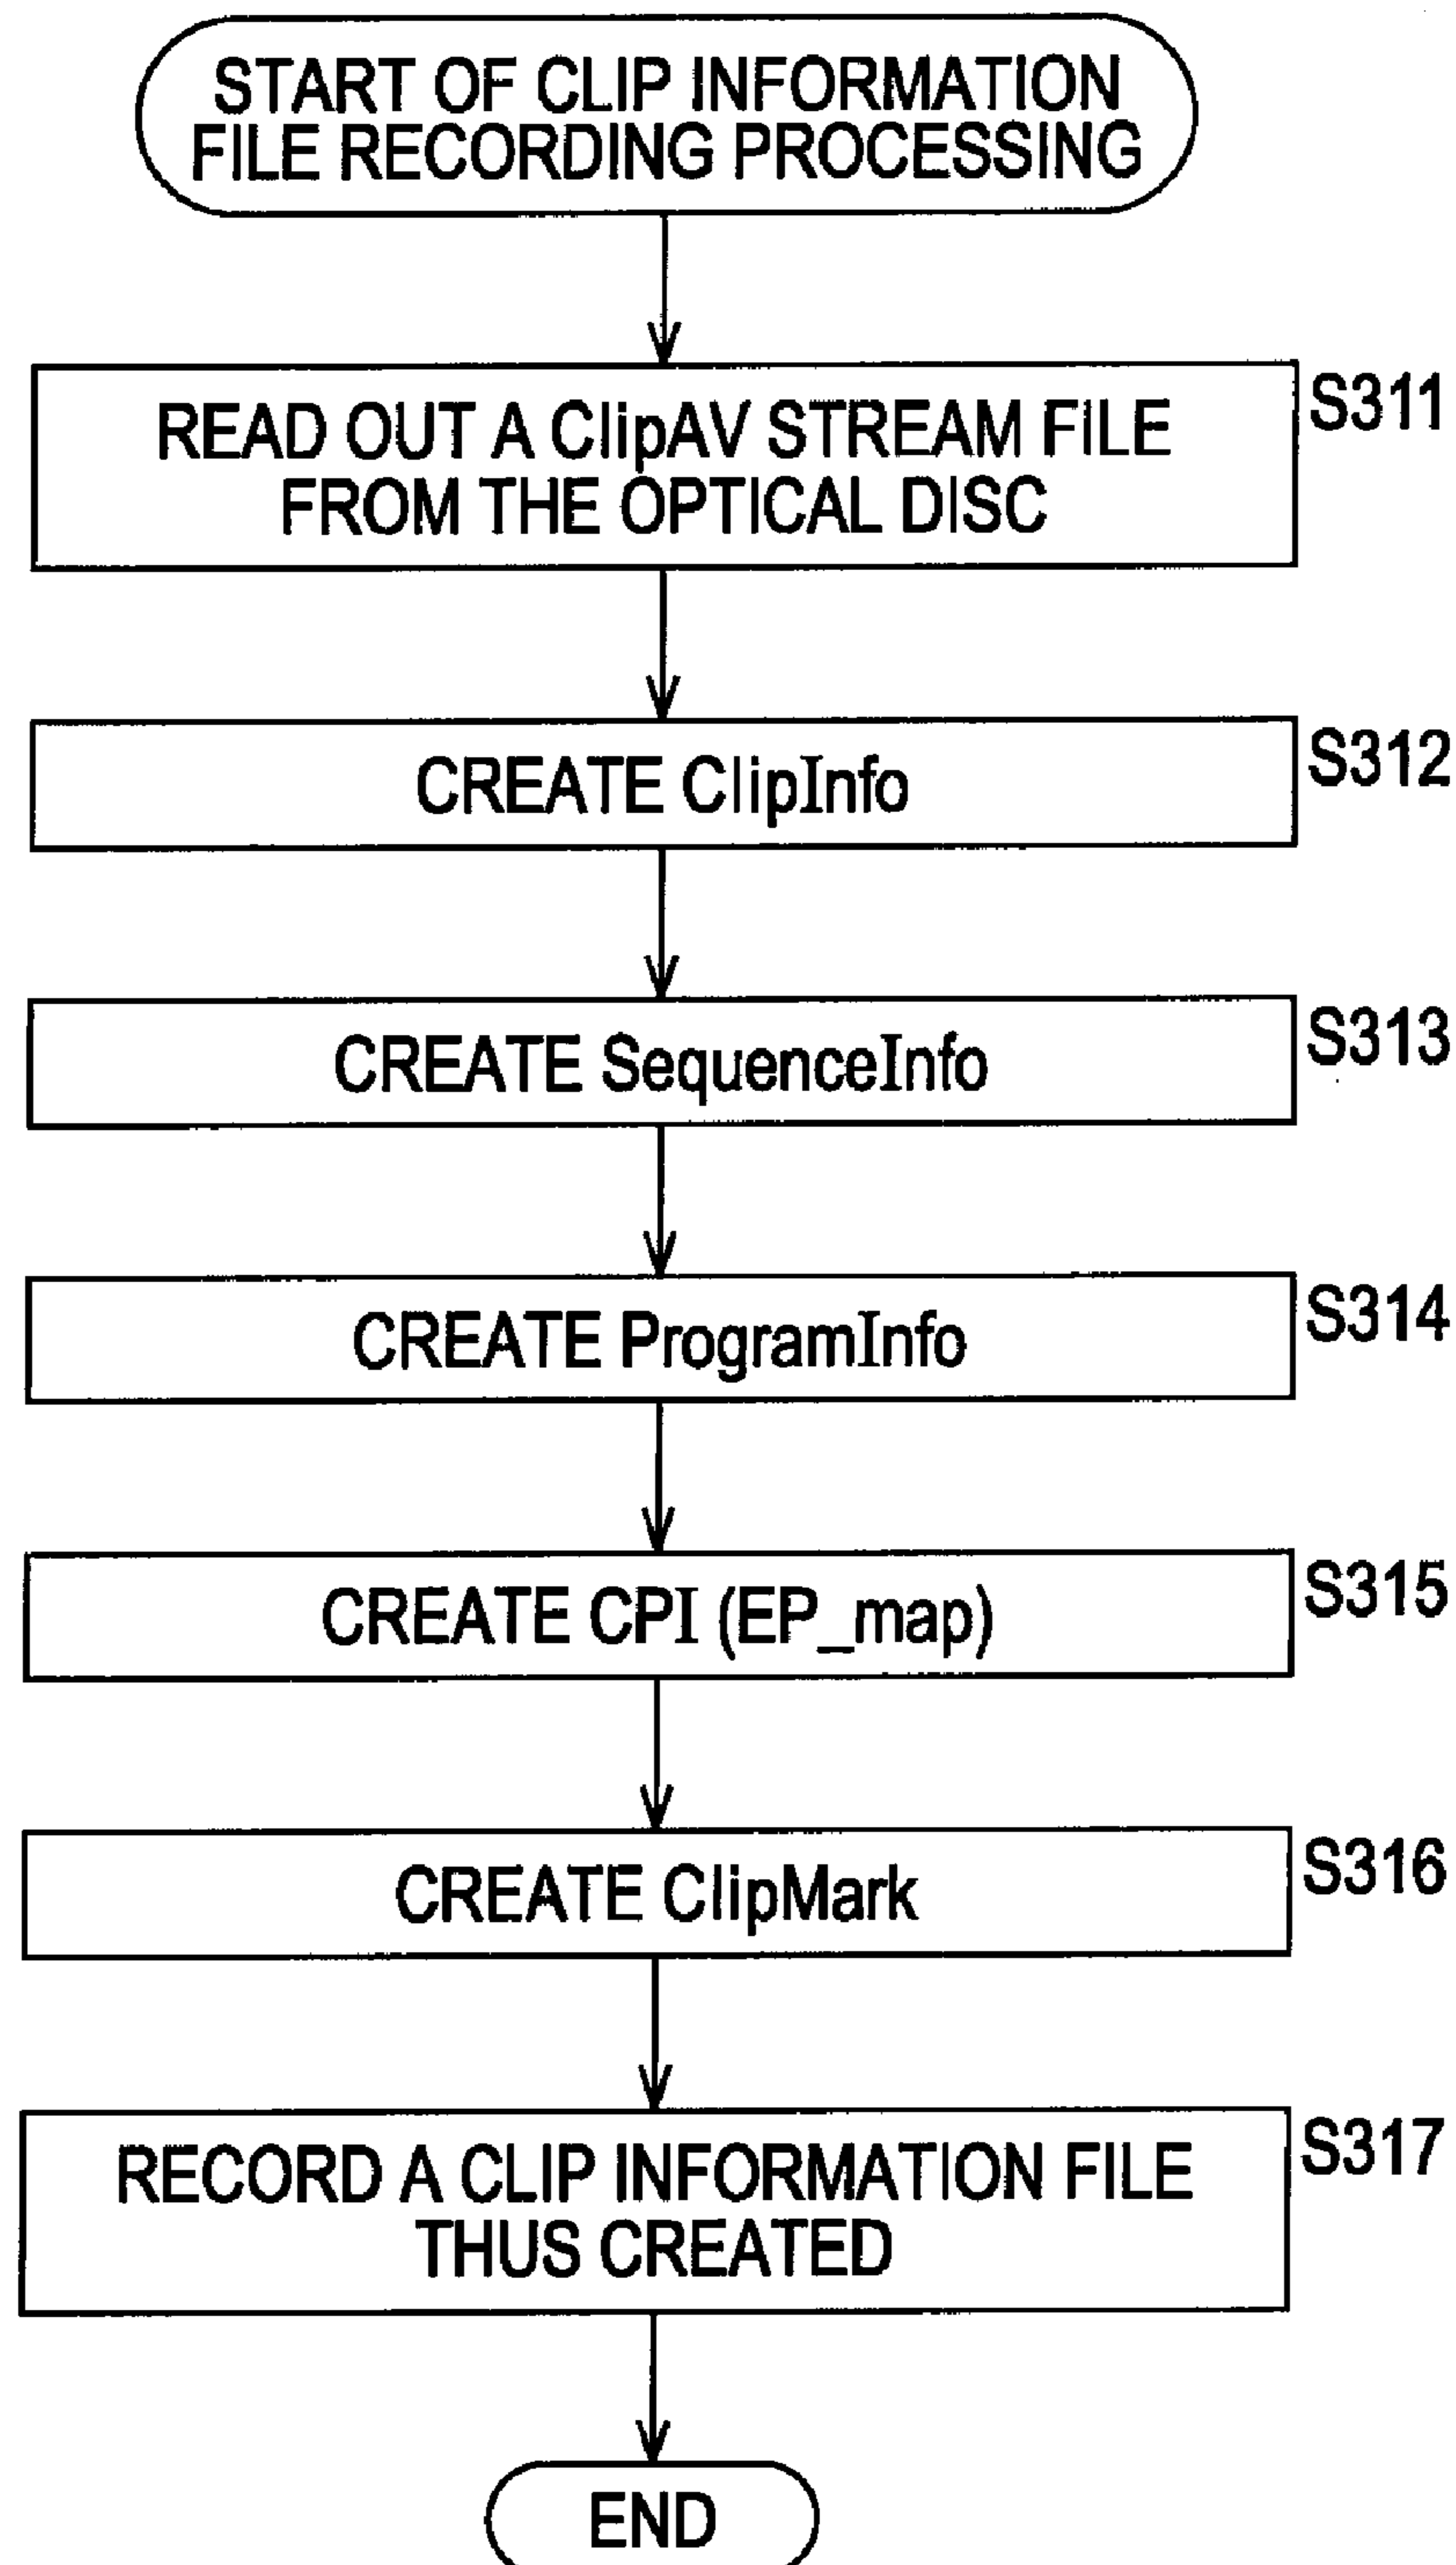 START OF CLIP INFORMATION
FILE RECORDING PROCESSING
READ OUT A ClipAV STREAM FILE
FROM THE OPTICAL DISC
S311
CREATE ClipInfo
S312
CREATE SequenceInfo
S313
CREATE ProgramInfo
S314
CREATE CPI (EP_map)
S315
CREATE ClipMark
S316
RECORD A CLIP INFORMATION FILE
THUS CREATED
S317
END